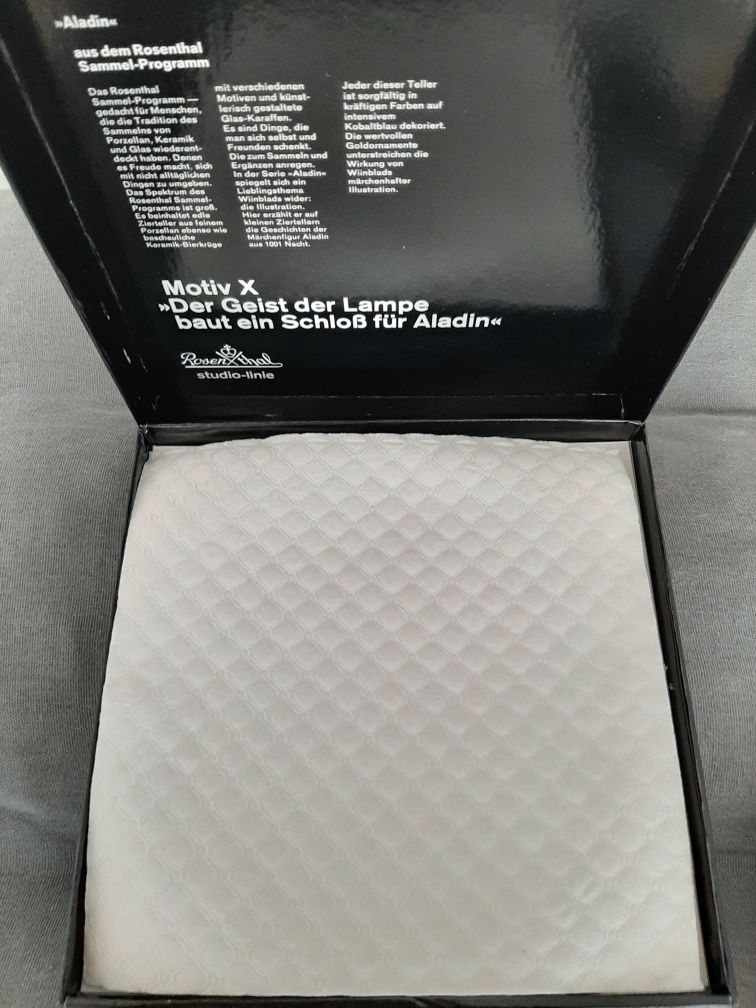 »Aladin«
aus dem Rosenthal
Sammel-Programm
Das Rosenthal
Sammel-Programm —
gedacht für Menschen,
die die Tradition des
Sammelns von
Porzellan, Keramik
und Glas wiederent-
deckt haben. Denen
es Freude macht, sich
mit nicht alltäglichen
Dingen zu umgeben.
Das Spektrum des
Rosenthal Sammel-
Programms ist groß.
Es beinhaltet edle
Zierteller aus feinem
Porzellan ebenso wie
beschauliche
Keramik-Bierkrüge
mit verschiedenen
Motiven und künst-
lerisch gestaltete
Glas-Karaffen.
Es sind Dinge, die
man sich selbst und
Freunden schenkt.
Die zum Sammeln und
Ergänzen anregen.
In der Serie »Aladin«
spiegelt sich ein
Lieblingsthema
Wiinblads wider:
die Illustration.
Hier erzählt er auf
kleinen Ziertellern
die Geschichten der
Märchenfigur Aladin
aus 1001 Nacht.
Jeder dieser Teller
ist sorgfältig in
kräftigen Farben auf
intensivem
Kobaltblau dekoriert.
Die wertvollen
Goldornamente
unterstreichen die
Wirkung von
Wiinblads
märchenhafter
Illustration.
Motiv X
»Der Geist der Lampe
baut ein Schloß für Aladin«
Rosenthal
studio-linie